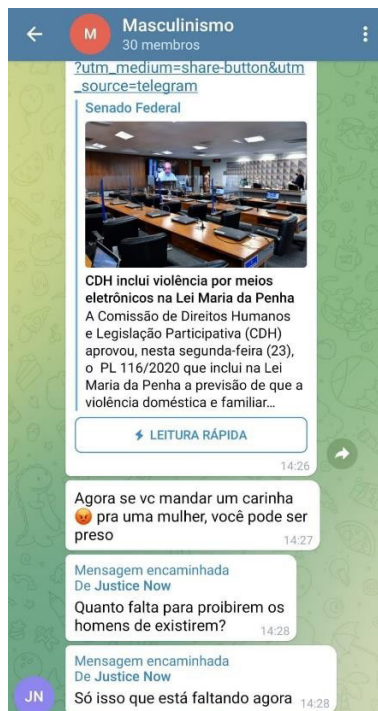 M
Masculinismo
30 membros
?utm_medium=share-button&utm
_source=telegram
Senado Federal
CDH inclui violência por meios
eletrônicos na Lei Maria da Penha
A Comissão de Direitos Humanos
e Legislação Participativa (CDH)
aprovou, nesta segunda-feira (23),
o PL 116/2020 que inclui na Lei
Maria da Penha a previsão de que a
violência doméstica e familiar...
LEITURA RÁPIDA
14:26
Agora se vc mandar um carinha
😡 pra uma mulher, você pode ser
preso
14:27
Mensagem encaminhada
De Justice Now
Quanto falta para proibirem os
homens de existirem?
14:28
Mensagem encaminhada
De Justice Now
JN
Só isso que está faltando agora
14:28